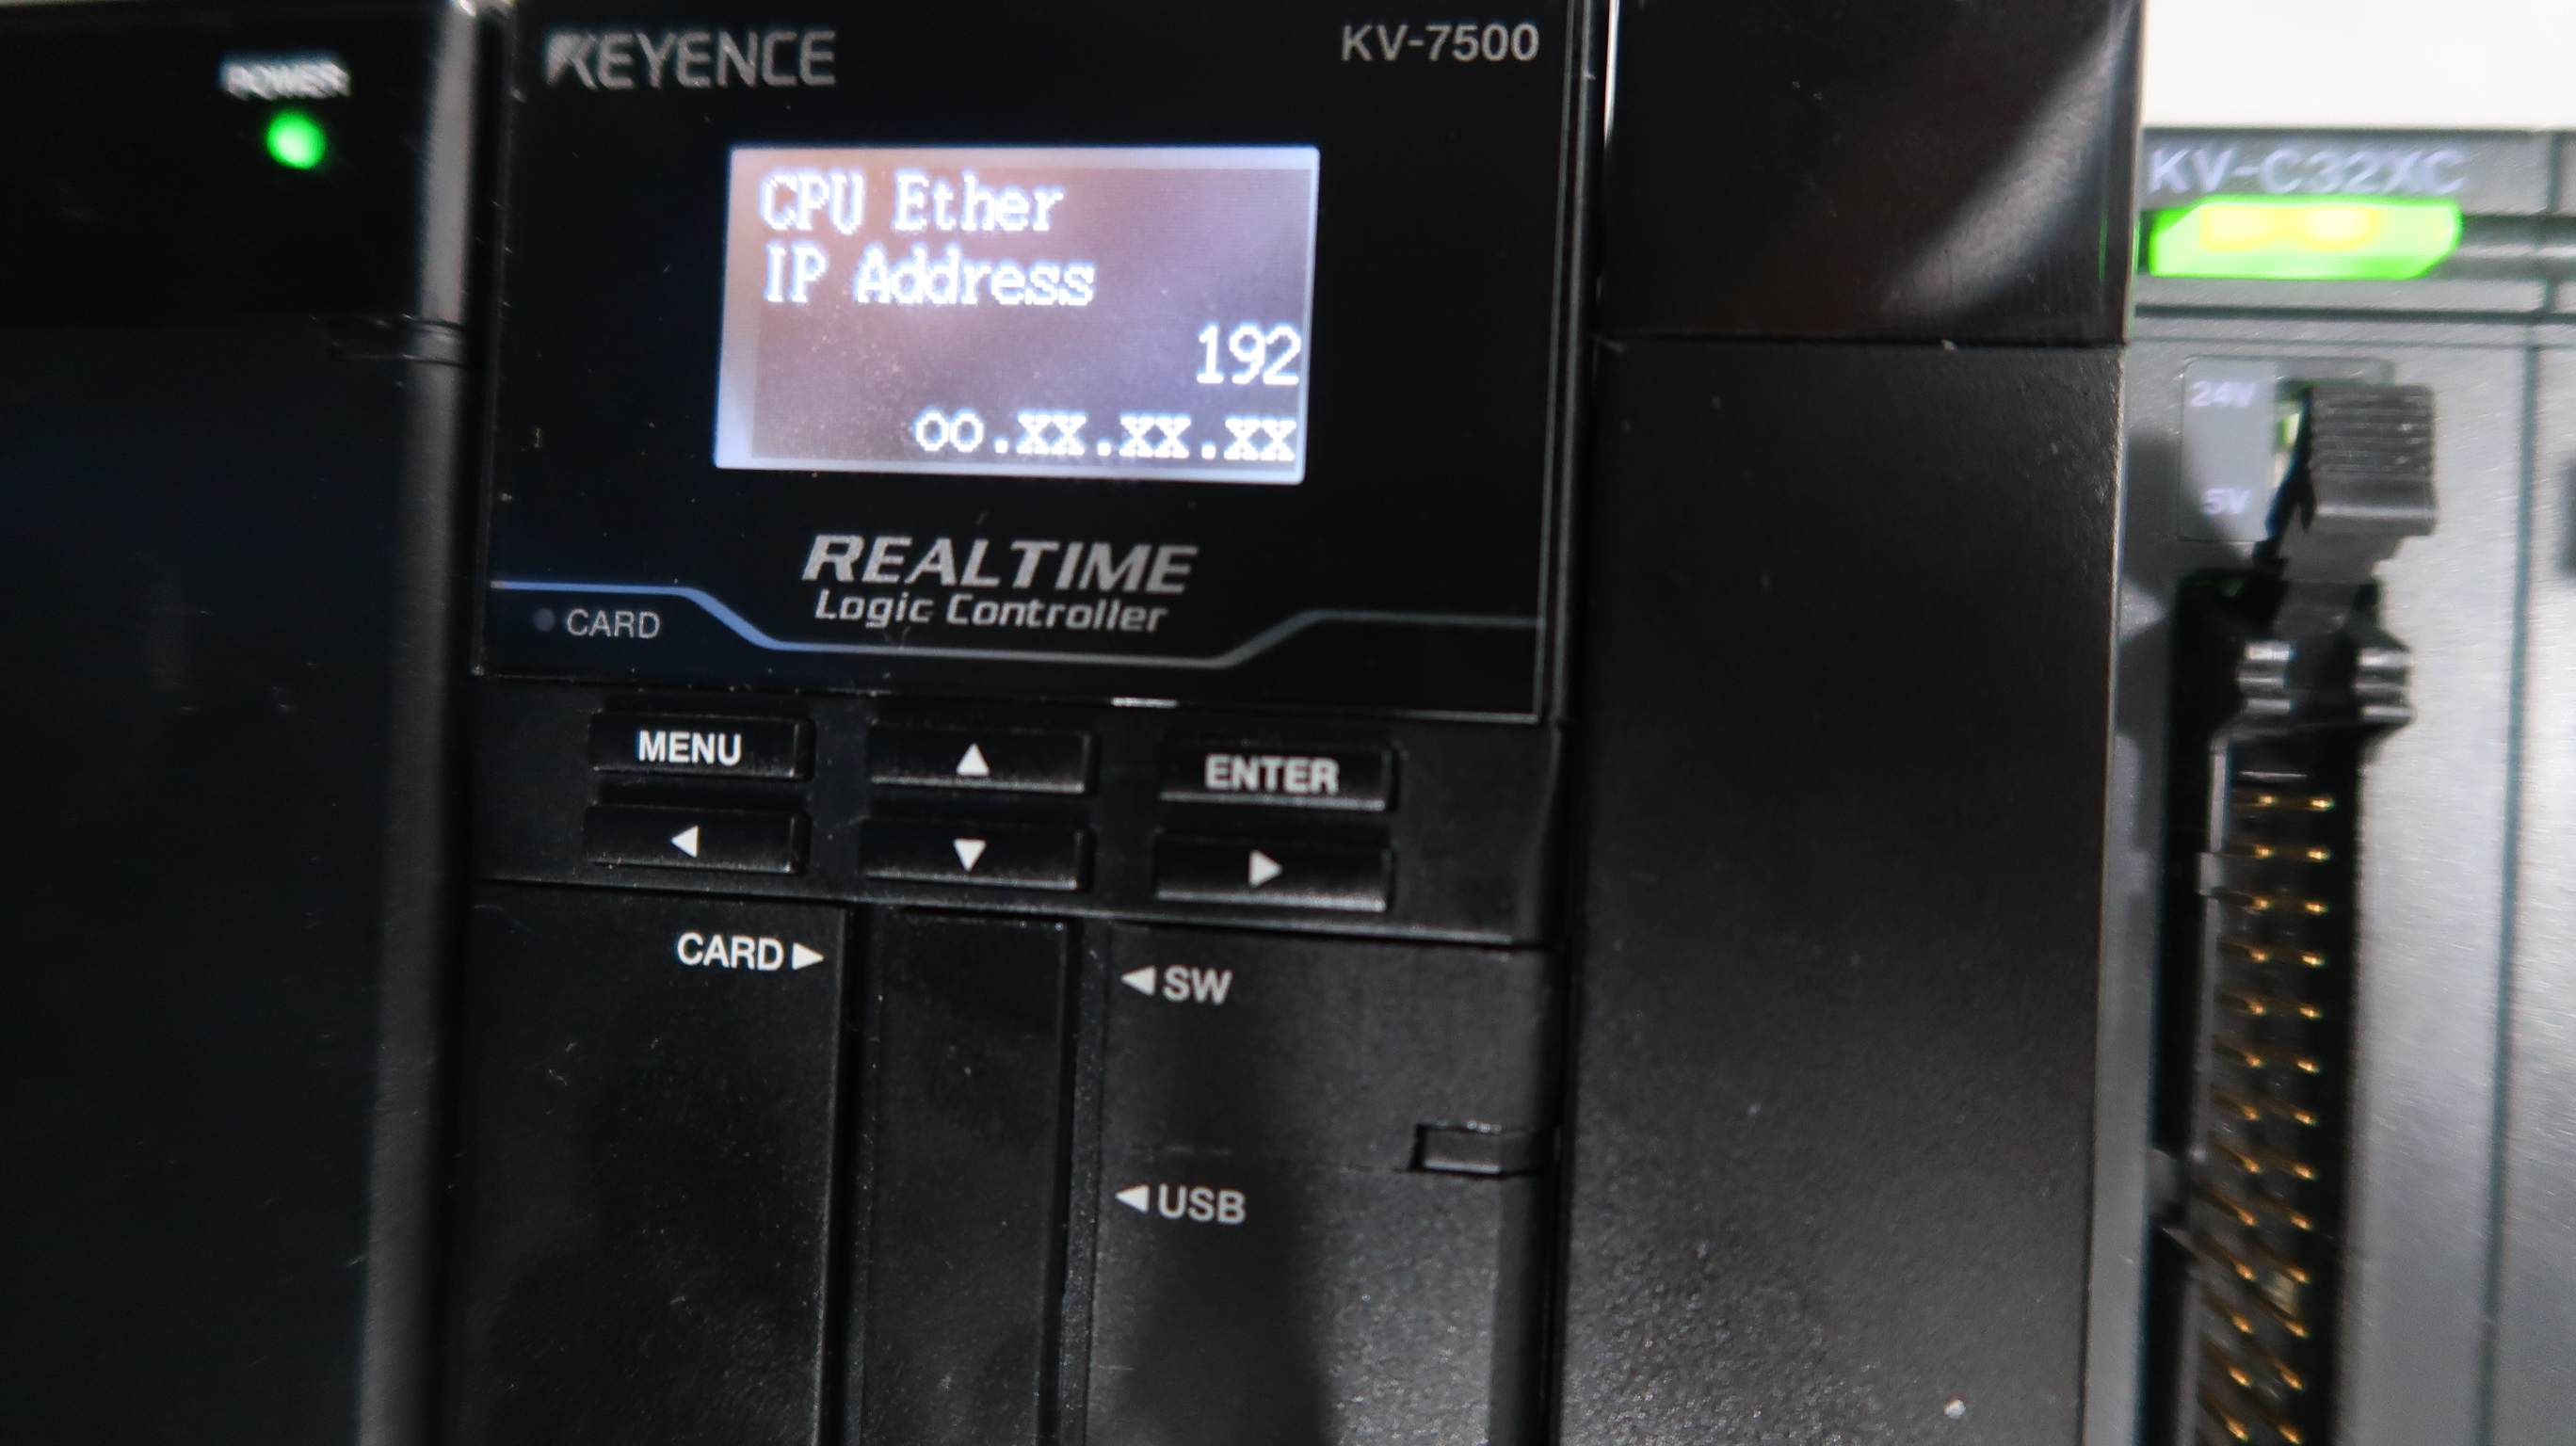 POWER
KEYENCE
KV-7500
CPU Ether
IP Address
192
oo.xx.xx.xx
REALTIME
Logic Controller
CARD
MENU
ENTER
CARD
SW
USB
KV-C32XC
24V
5V